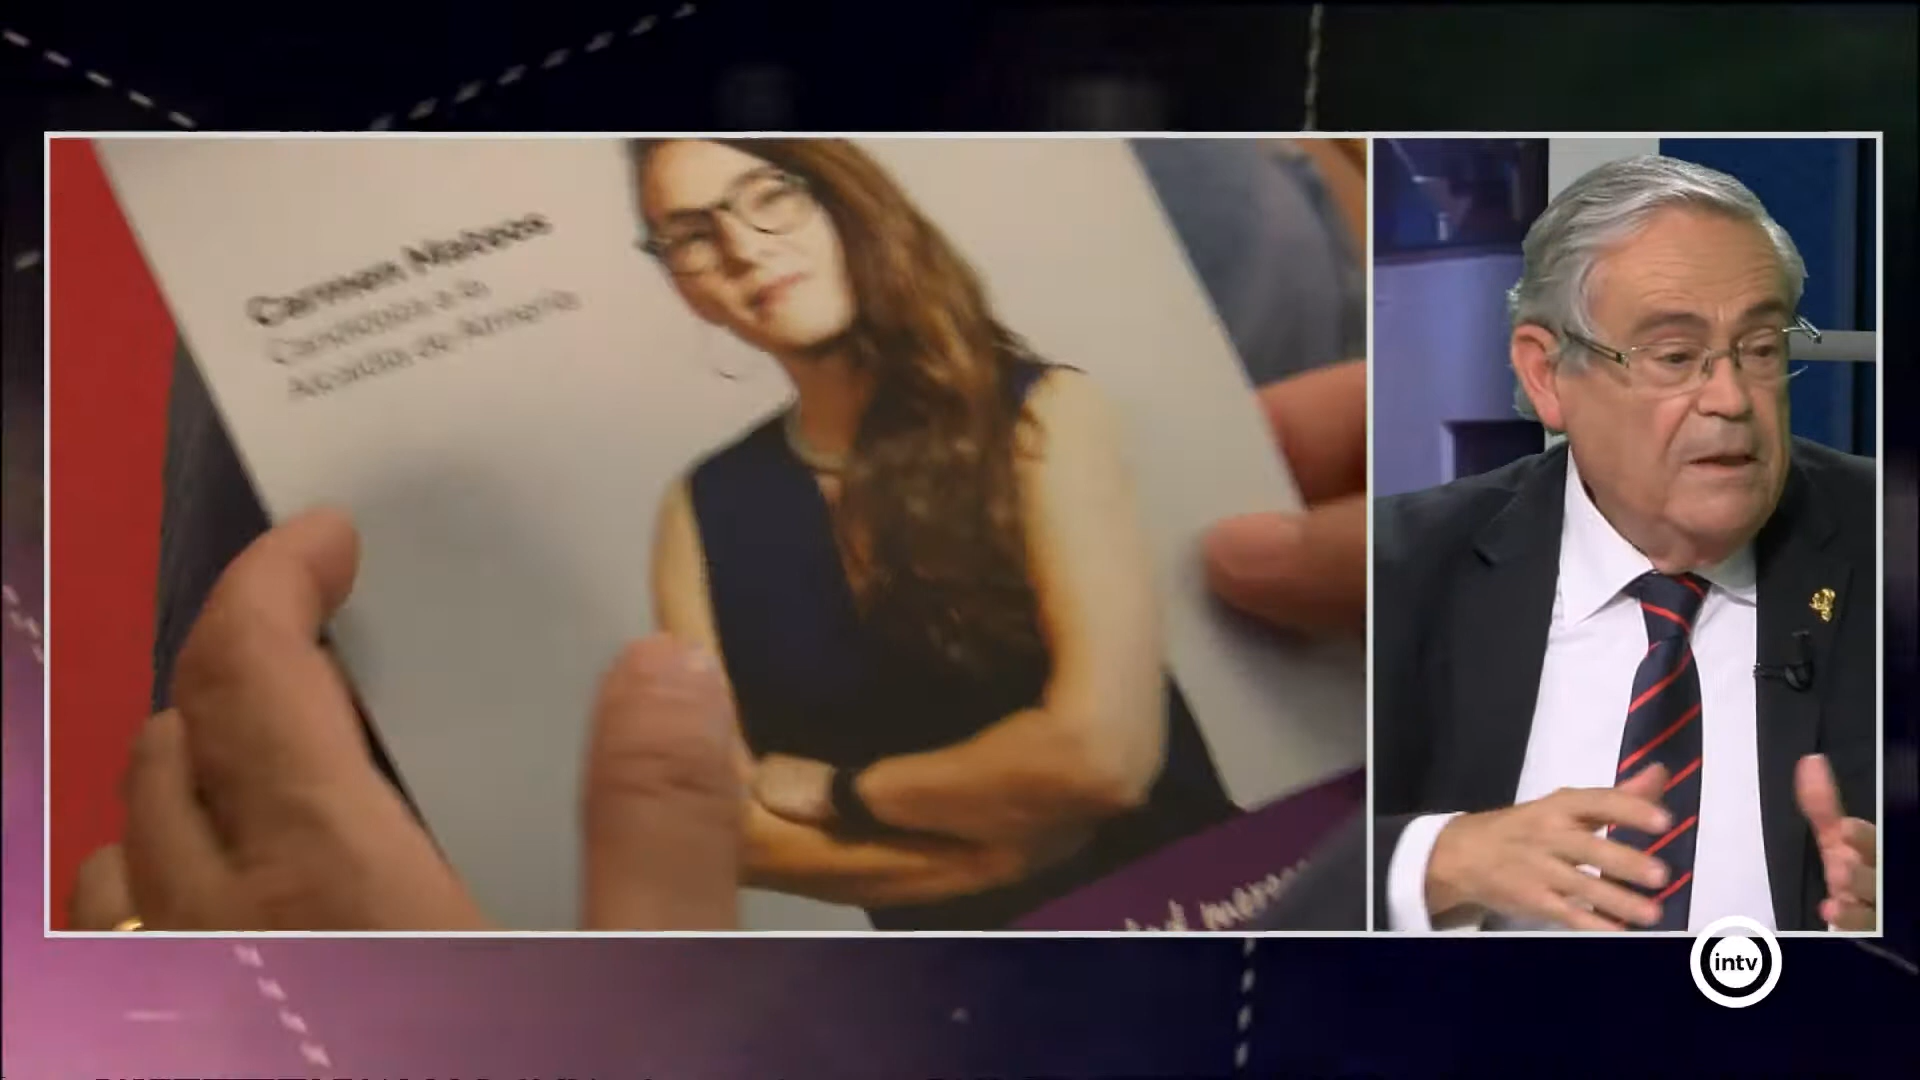 Carmen Mateos
Candidata a la
Alcaldía de Almería
intv